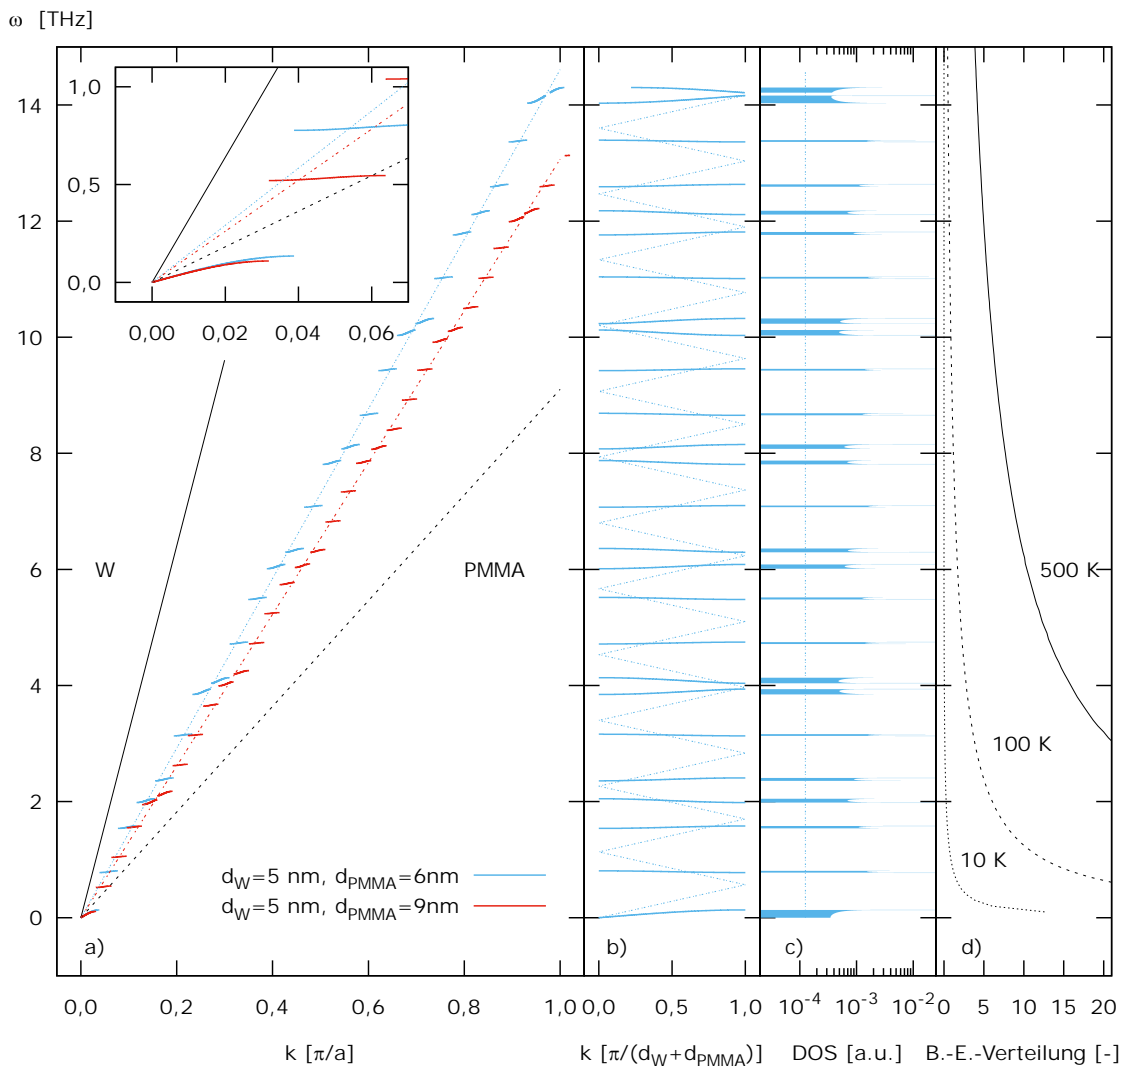 ω [THz]
14
12
10
8
6
4
2
0
1,0
0,5
0,0
0,00 0,02 0,04 0,06
W
PMMA
500 K
100 K
10 K
d_W=5 nm, d_PMMA=6nm
d_W=5 nm, d_PMMA=9nm
a) b) c) d)
0,0 0,2 0,4 0,6 0,8 1,0 0,0 0,5 1,0 10⁻⁴ 10⁻³ 10⁻² 0 5 10 15 20
k [π/a] k [π/(d_W+d_PMMA)] DOS [a.u.] B.-E.-Verteilung [-]